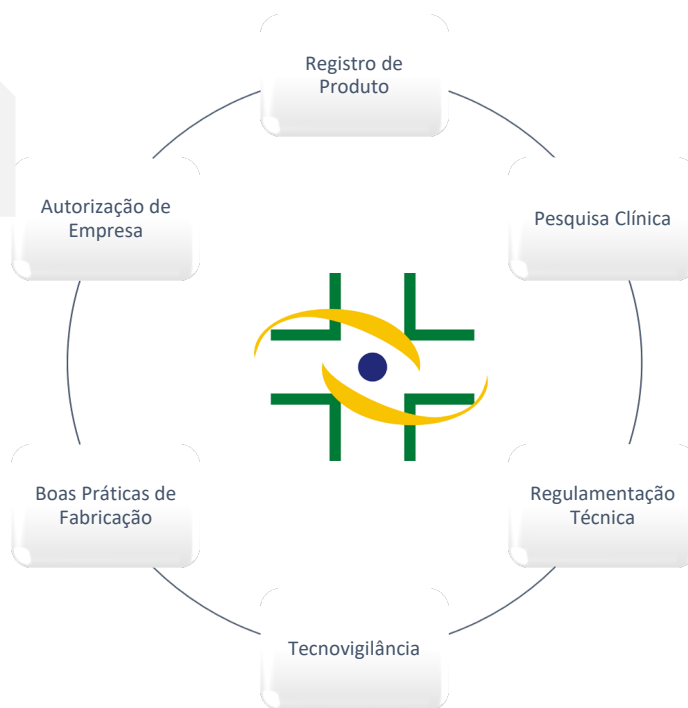 Registro de
Produto
Pesquisa Clínica
Regulamentação
Técnica
Tecnovigilância
Boas Práticas de
Fabricação
Autorização de
Empresa